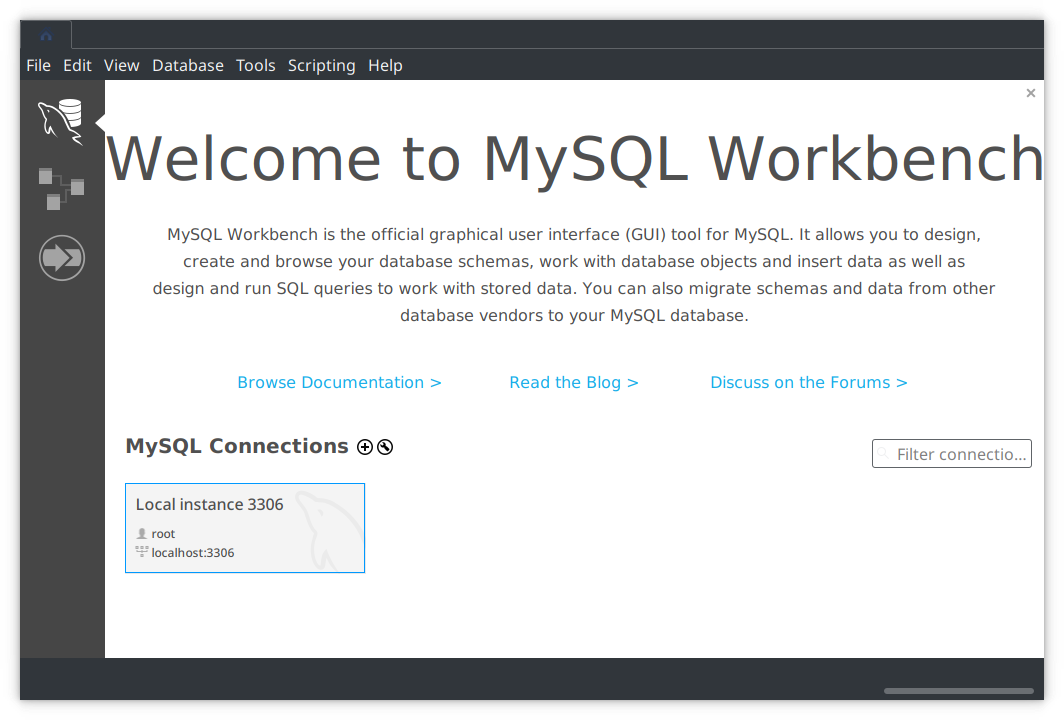 File Edit View Database Tools Scripting Help
Welcome to MySQL Workbench
MySQL Workbench is the official graphical user interface (GUI) tool for MySQL. It allows you to design,
create and browse your database schemas, work with database objects and insert data as well as
design and run SQL queries to work with stored data. You can also migrate schemas and data from other
database vendors to your MySQL database.
Browse Documentation > Read the Blog > Discuss on the Forums >
MySQL Connections
Filter connectio...
Local instance 3306
root
localhost:3306